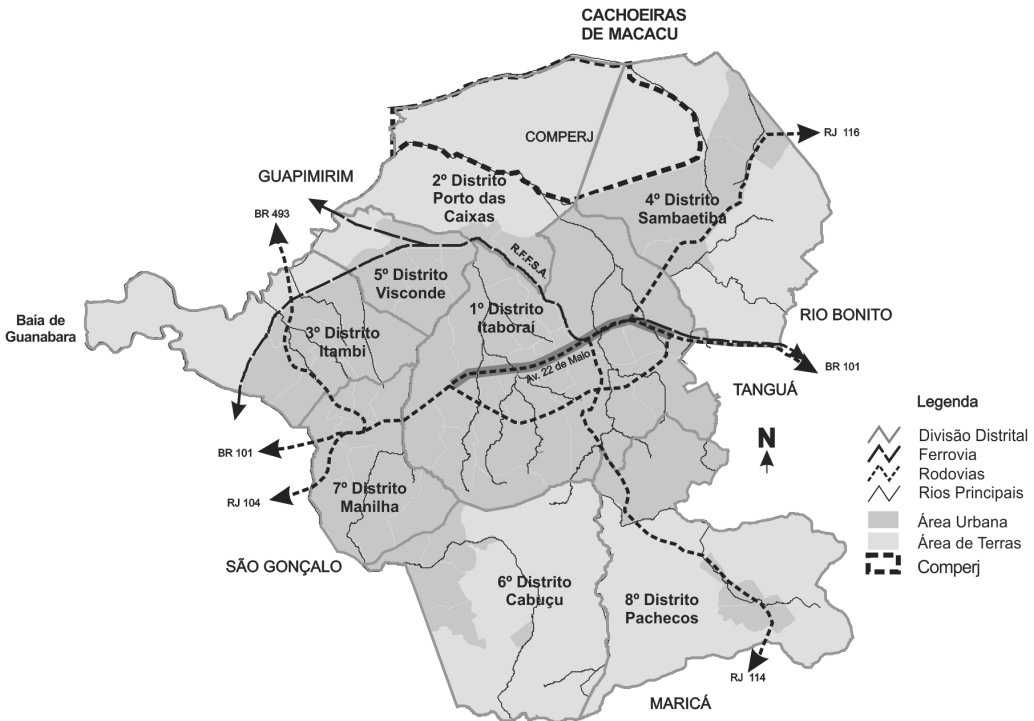 CACHOEIRAS
DE MACACU
COMPERJ
RJ 116
GUAPIMIRIM
2º Distrito
Porto das
Caixas
4º Distrito
Sambaetiba
BR 493
R.F.F.S.A.
5º Distrito
Visconde
1º Distrito
Itaboraí
Baía de
Guanabara
3º Distrito
Itambi
RIO BONITO
Av. 22 de Maio
BR 101
TANGUÁ
Legenda
N
Divisão Distrital
Ferrovia
Rodovias
Rios Principais
Área Urbana
Área de Terras
Comperj
BR 101
RJ 104
7º Distrito
Manilha
SÃO GONÇALO
6º Distrito
Cabuçu
8º Distrito
Pachecos
RJ 114
MARICÁ